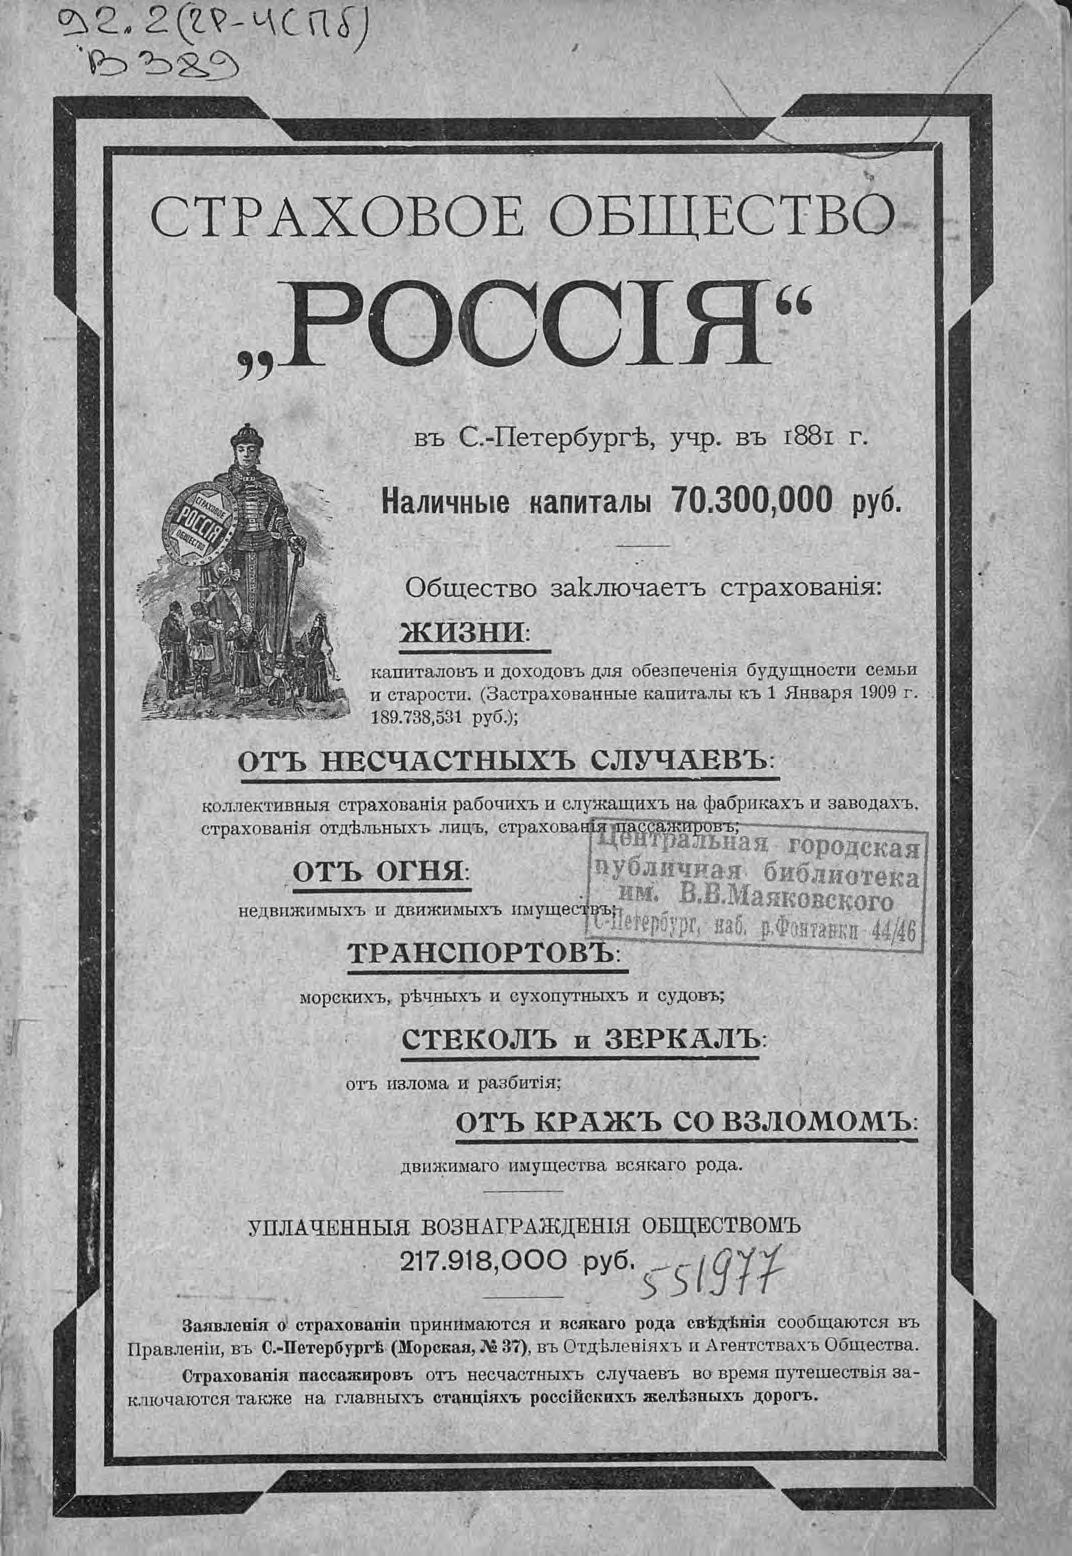 92.2(2Р-4СПб)
В389
СТРАХОВОЕ ОБЩЕСТВО
„РОССІЯ“
въ С.-Петербургѣ, учр. въ 1881 г.
Наличные капиталы 70.300,000 руб.
СТРАХОВОЕ
РОССІЯ
ОБЩЕСТВО
Общество заключаетъ страхованія:
ЖИЗНИ:
капиталовъ и доходовъ для обезпеченія будущности семьи
и старости. (Застрахованные капиталы къ 1 Января 1909 г.
189.738,531 руб.);
ОТЪ НЕСЧАСТНЫХЪ СЛУЧАЕВЪ:
коллективныя страхованія рабочихъ и служащихъ на фабрикахъ и заводахъ,
страхованія отдѣльныхъ лицъ, страхованія пассажировъ;
Центральная городская
публичная библиотека
им. В.В.Маяковского
С-Петербург, наб. р.Фонтанки 44/46
ОТЪ ОГНЯ:
недвижимыхъ и движимыхъ имуществъ;
ТРАНСПОРТОВЪ:
морскихъ, рѣчныхъ и сухопутныхъ и судовъ;
СТЕКОЛЪ и ЗЕРКАЛЪ:
отъ излома и разбитія;
ОТЪ КРАЖЪ СО ВЗЛОМОМЪ:
движимаго имущества всякаго рода.
УПЛАЧЕННЫЯ ВОЗНАГРАЖДЕНІЯ ОБЩЕСТВОМЪ
217.918,000 руб.
551977
Заявленія о страхованіи принимаются и всякаго рода свѣдѣнія сообщаются въ
Правленіи, въ С.-Петербургѣ (Морская, № 37), въ Отдѣленіяхъ и Агентствахъ Общества.
Страхованія пассажировъ отъ несчастныхъ случаевъ во время путешествія за-
ключаются также на главныхъ станціяхъ россійскихъ желѣзныхъ дорогъ.